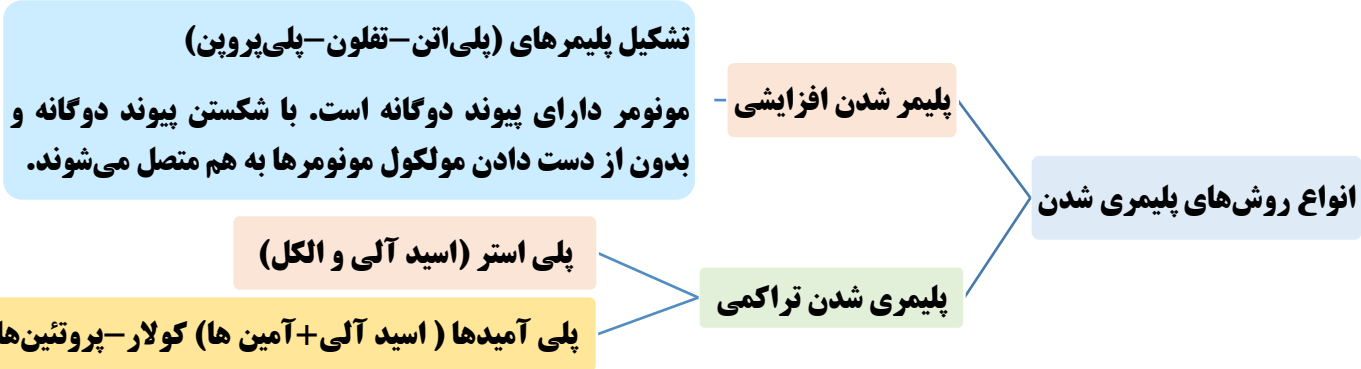 انواع روش‌های پلیمری شدن
پلیمر شدن افزایشی
تشکیل پلیمرهای (پلی‌اتن–تفلون–پلی‌پروپن)
مونومر دارای پیوند دوگانه است. با شکستن پیوند دوگانه و
بدون از دست دادن مولکول مونومرها به هم متصل می‌شوند.
پلیمری شدن تراکمی
پلی استر (اسید آلی و الکل)
پلی آمیدها ( اسید آلی+آمین ها) کولار–پروتئین‌ها